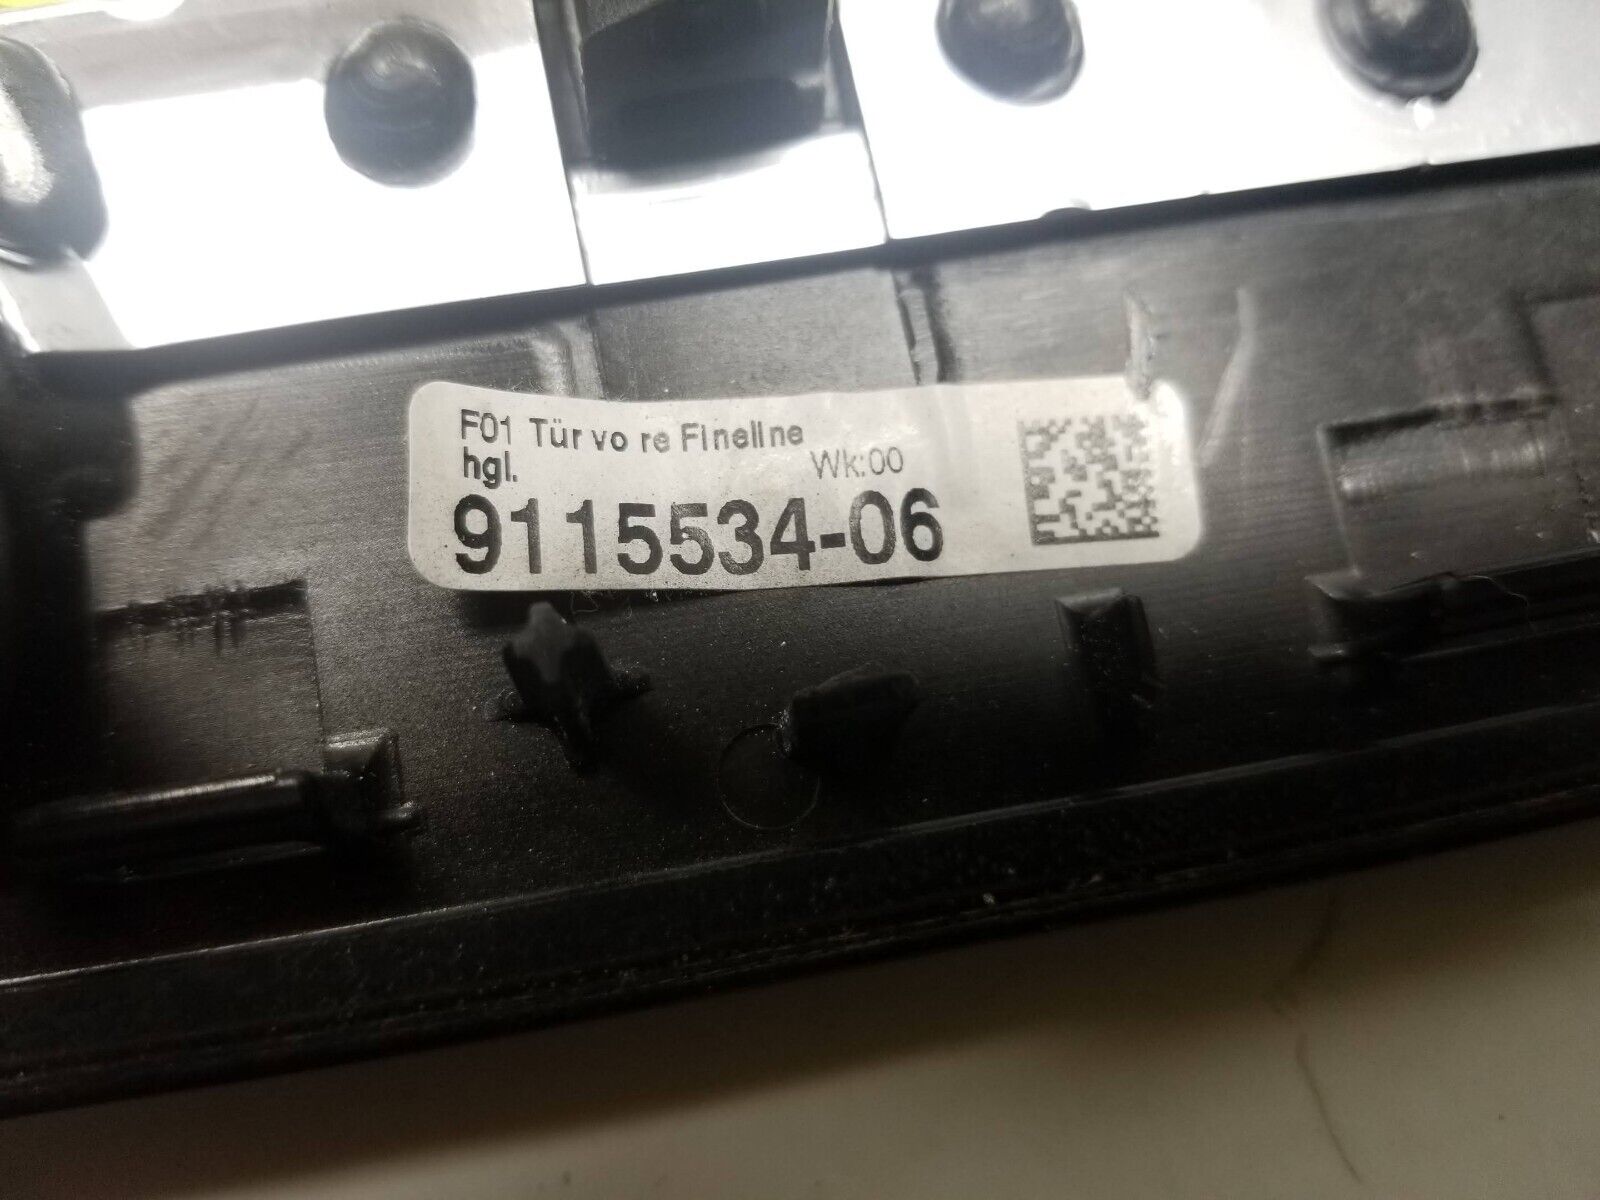 F01 Tür vo re Fineline
hgl. Wk:00
9115534-06